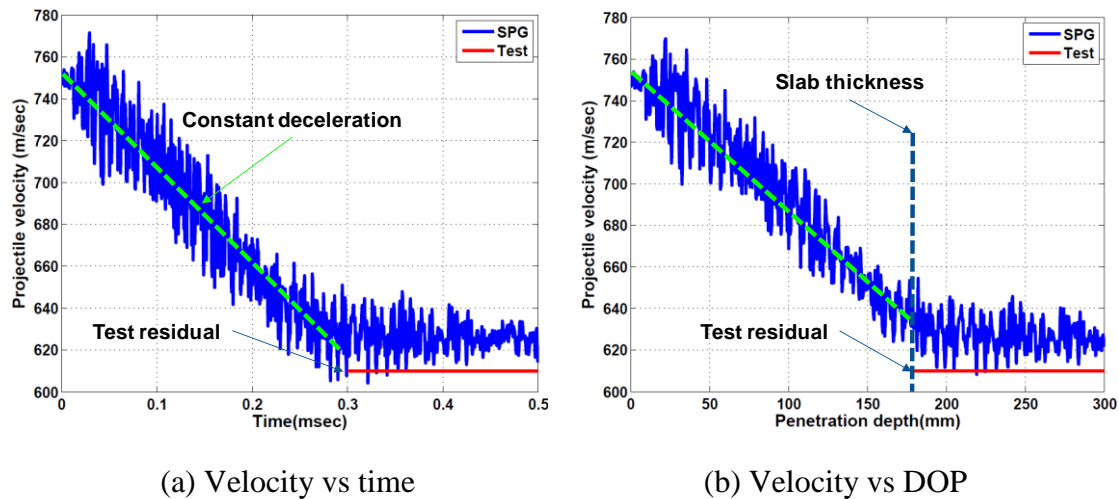 780
760
740
720
700
680
660
640
620
600
Projectile velocity (m/sec)
SPG
Test
Constant deceleration
Test residual
0
0.1
0.2
0.3
0.4
0.5
Time(msec)
(a) Velocity vs time
780
760
740
720
700
680
660
640
620
600
Projectile velocity (m/sec)
SPG
Test
Slab thickness
Test residual
0
50
100
150
200
250
300
Penetration depth(mm)
(b) Velocity vs DOP